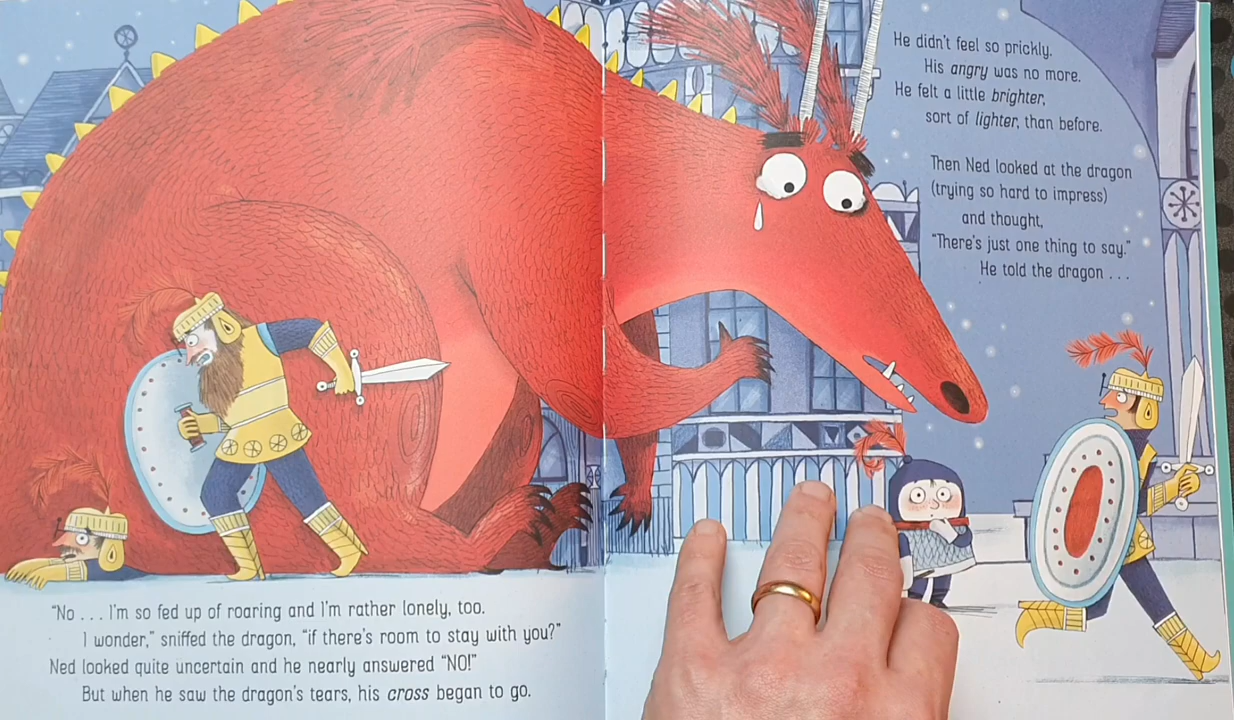 "No . . . I'm so fed up of roaring and I'm rather lonely, too.
I wonder," sniffed the dragon, "if there's room to stay with you?"
Ned looked quite uncertain and he nearly answered "NO!"
But when he saw the dragon's tears, his cross began to go.
He didn't feel so prickly.
His angry was no more.
He felt a little brighter,
sort of lighter, than before.
Then Ned looked at the dragon
(trying so hard to impress)
and thought,
"There's just one thing to say."
He told the dragon . . .